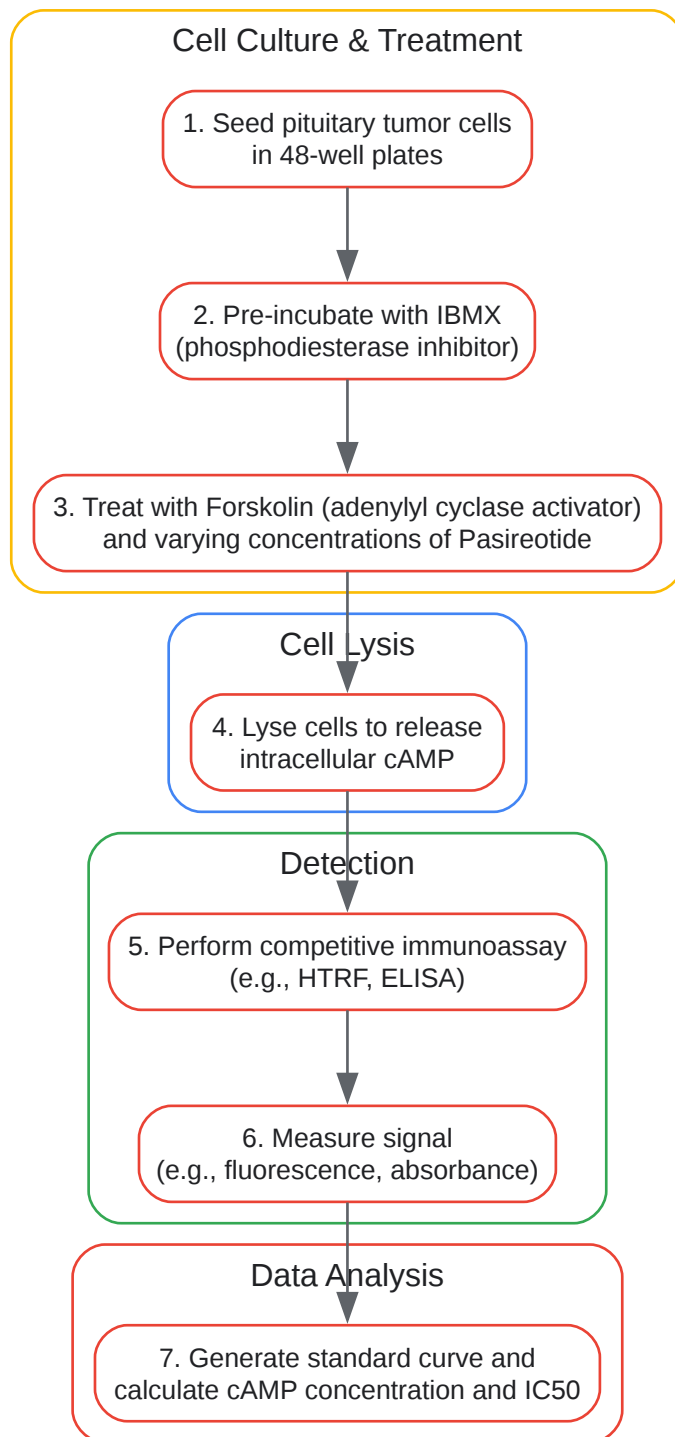 Cell Culture & Treatment
1. Seed pituitary tumor cells
in 48-well plates
2. Pre-incubate with IBMX
(phosphodiesterase inhibitor)
3. Treat with Forskolin (adenylyl cyclase activator)
and varying concentrations of Pasireotide
Cell Lysis
4. Lyse cells to release
intracellular cAMP
Detection
5. Perform competitive immunoassay
(e.g., HTRF, ELISA)
6. Measure signal
(e.g., fluorescence, absorbance)
Data Analysis
7. Generate standard curve and
calculate cAMP concentration and IC50